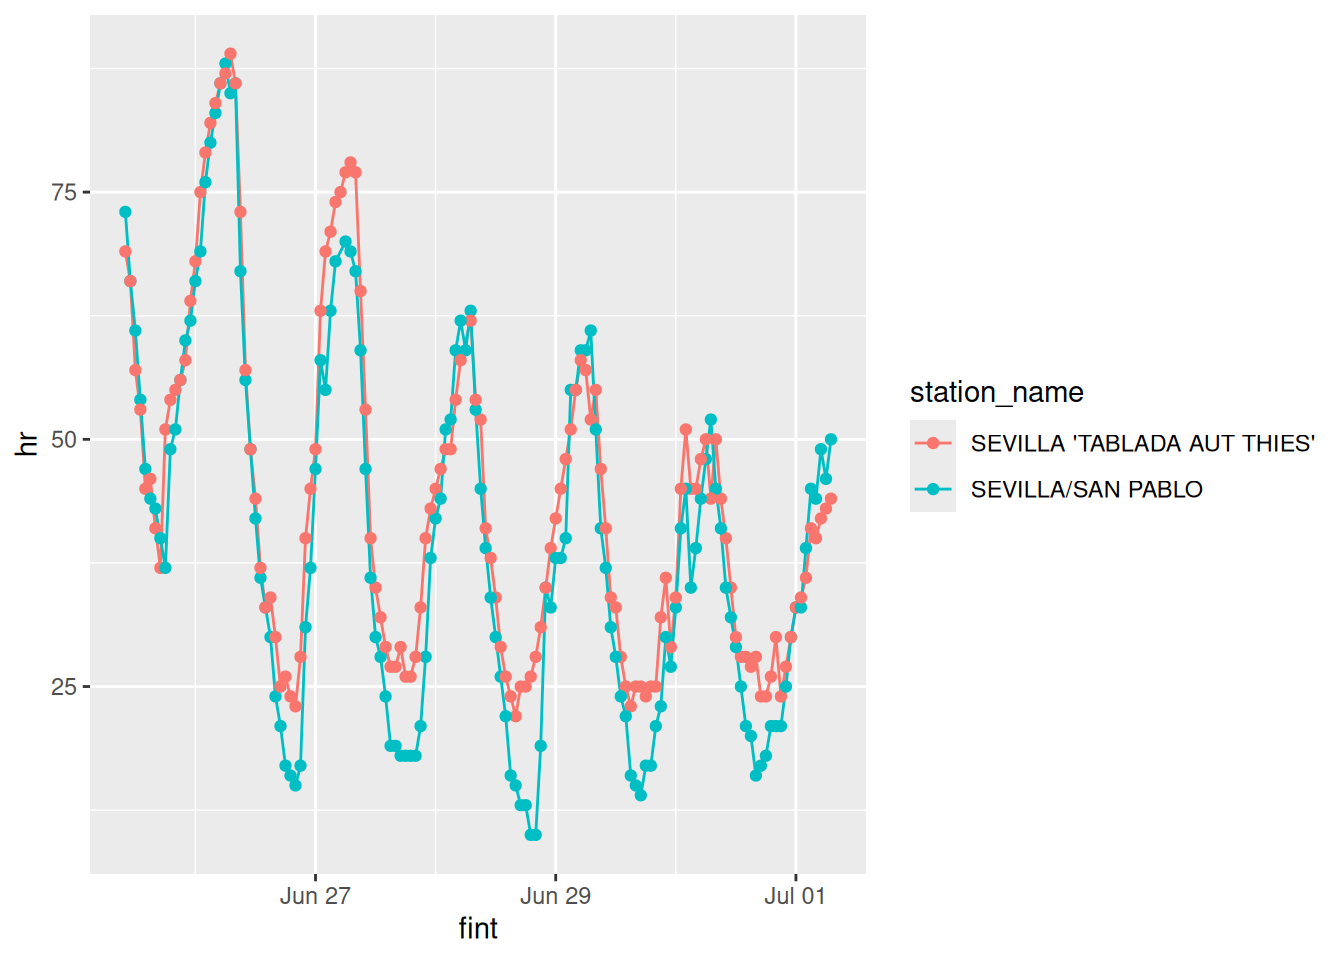 75
50
25
hr
Jun 27
Jun 29
Jul 01
fint
station_name
SEVILLA 'TABLADA AUT THIES'
SEVILLA/SAN PABLO